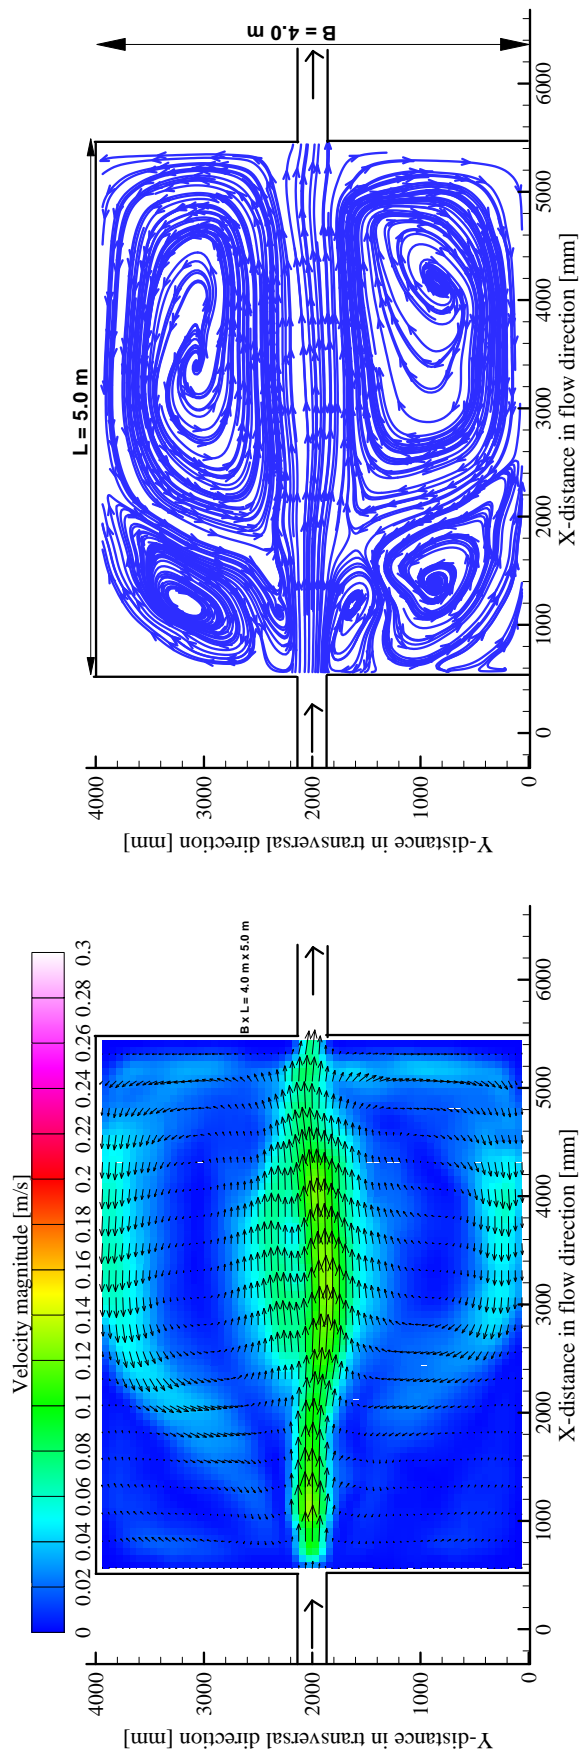 Velocity magnitude [m/s]
0 0.02 0.04 0.06 0.08 0.1 0.12 0.14 0.16 0.18 0.2 0.22 0.24 0.26 0.28 0.3
B x L = 4.0 m x 5.0 m
Y-distance in transversal direction [mm]
4000
3000
2000
1000
0
0 1000 2000 3000 4000 5000 6000
X-distance in flow direction [mm]
L = 5.0 m
B = 4.0 m
Y-distance in transversal direction [mm]
4000
3000
2000
1000
0
0 1000 2000 3000 4000 5000 6000
X-distance in flow direction [mm]